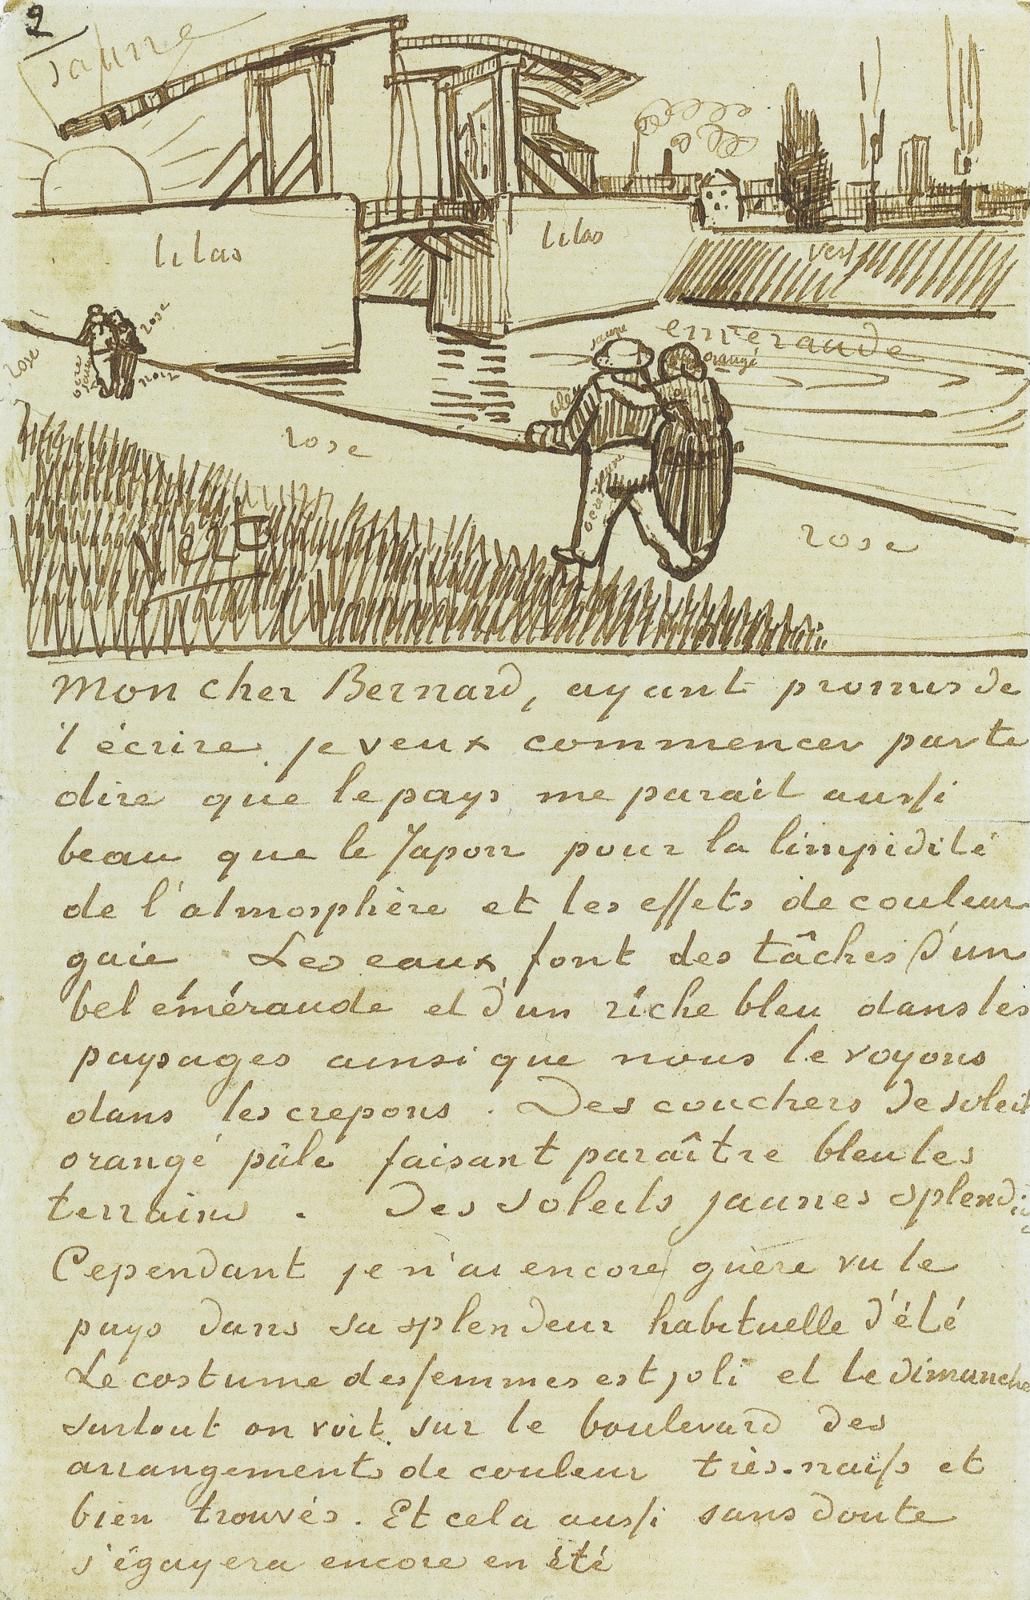 2
Jaune
lilas
lilas
vert
emeraude
jaune
orangé
rose
rose
bleu
rouge
ocre jaune
noir
rose
ocre jaune
rose
vert
Mon cher Bernard, ayant promis de
t'écrire je veux commencer par te
dire que le pays me parait aussi
beau que le Japon pour la limpidité
de l'atmosphère et les effets de couleur
gaie Les eaux font des tâches d'un
bel éméraude et d'un riche bleu dans les
paysages ainsi que nous le voyons
dans les crepons. Des couchers de soleil
orangé pâle faisant paraître bleu les
terrains. Des soleils jaunes splendides
Cependant je n'ai encore guère vu le
pays dans sa splendeur habituelle d'été
Le costume des femmes est joli et le dimanche
surtout on voit sur le boulevard des
arrangements de couleur très naifs et
bien trouvés. Et cela aussi sans doute
s'égayera encore en été